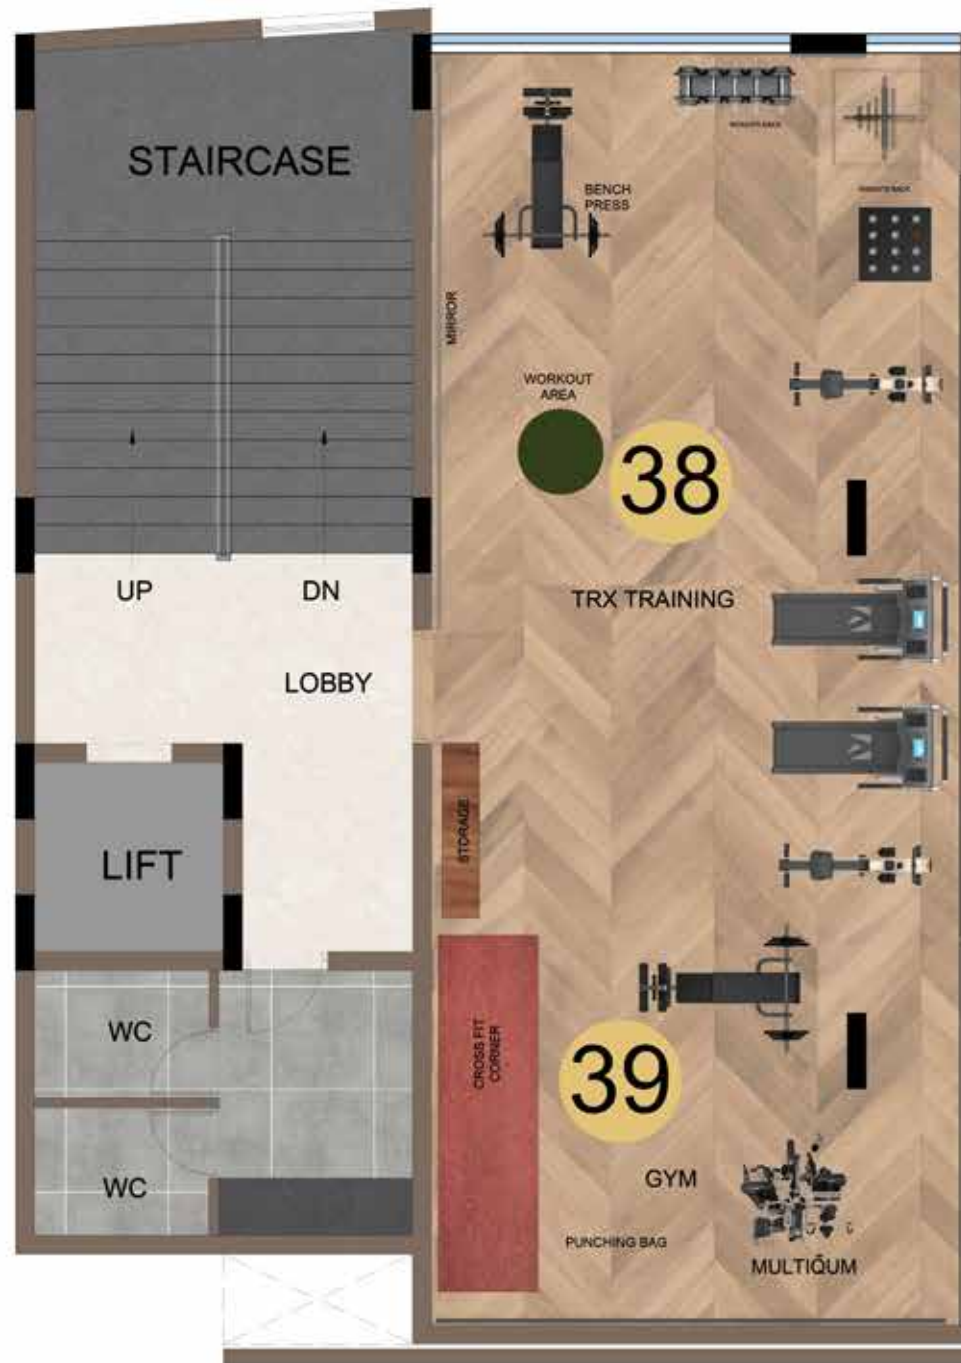 STAIRCASE
BENCH
PRESS
MIRROR
WORKOUT
AREA
38
UP
DN
TRX TRAINING
LOBBY
STORAGE
LIFT
CROSS FIT
CORNER
WC
39
WC
GYM
PUNCHING BAG
MULTIQUM